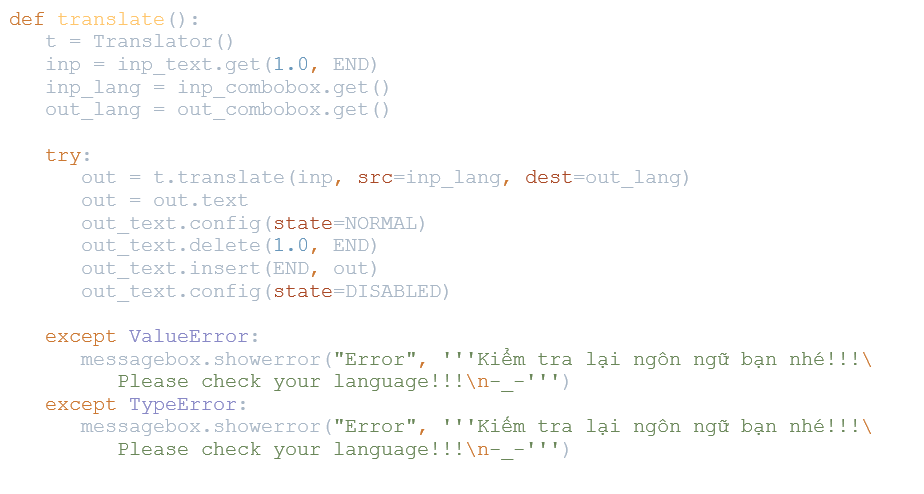 def translate():
t = Translator()
inp = inp_text.get(1.0, END)
inp_lang = inp_combobox.get()
out_lang = out_combobox.get()
try:
out = t.translate(inp, src=inp_lang, dest=out_lang)
out = out.text
out_text.config(state=NORMAL)
out_text.delete(1.0, END)
out_text.insert(END, out)
out_text.config(state=DISABLED)
except ValueError:
messagebox.showerror("Error", '''Kiểm tra lại ngôn ngữ bạn nhé!!!\
Please check your language!!!\n-_-''')
except TypeError:
messagebox.showerror("Error", '''Kiếm tra lại ngôn ngữ bạn nhé!!!\
Please check your language!!!\n-_-''')